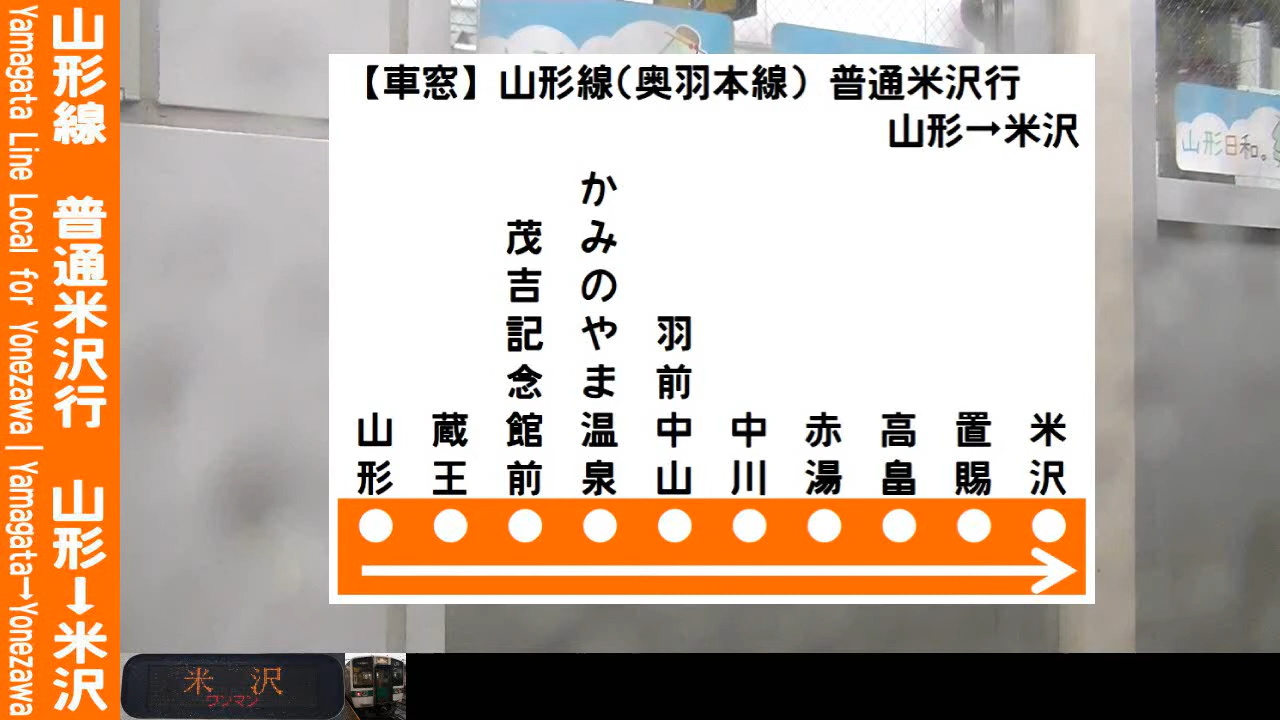 山形線 普通米沢行 山形→米沢
Yamagata Line Local for Yonezawa | Yamagata→Yonezawa
【車窓】山形線(奥羽本線) 普通米沢行
山形→米沢
山形
蔵王
茂吉記念館前
かみのやま温泉
羽前中山
中川
赤湯
高畠
置賜
米沢
山形日和。
米沢
ワンマン